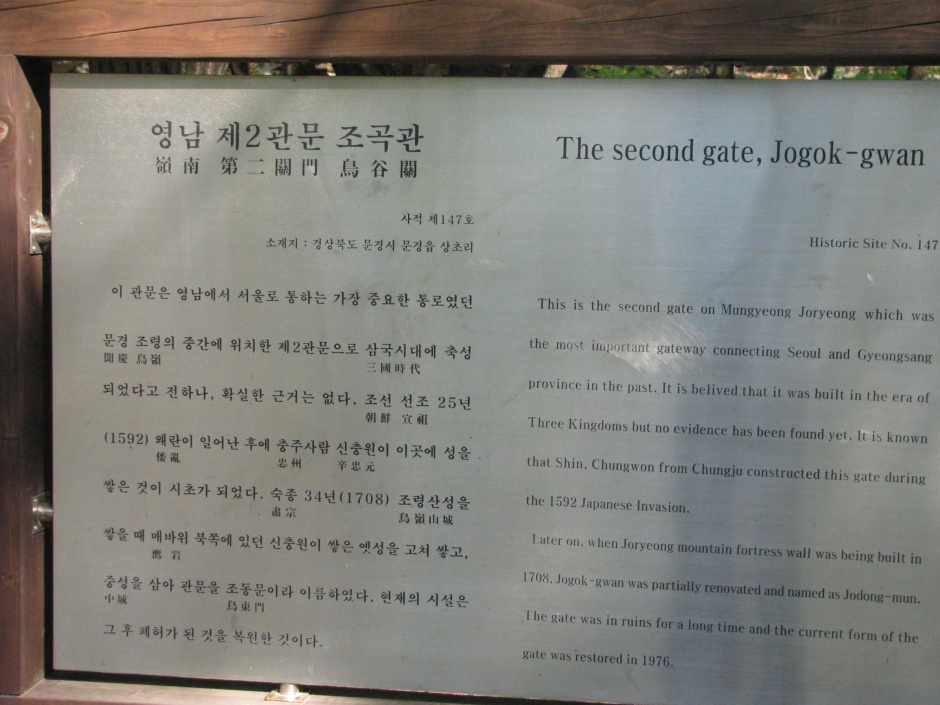 영남 제2관문 조곡관
嶺南 第二關門 鳥谷關
사적 제147호
소재지 : 경상북도 문경시 문경읍 상초리
이 관문은 영남에서 서울로 통하는 가장 중요한 통로였던
문경 조령의 중간에 위치한 제2관문으로 삼국시대에 축성
聞慶 鳥嶺 三國時代
되었다고 전하나, 확실한 근거는 없다. 조선 선조 25년
朝鮮 宣祖
(1592) 왜란이 일어난 후에 충주사람 신충원이 이곳에 성을
倭亂 忠州 辛忠元
쌓은 것이 시초가 되었다. 숙종 34년(1708) 조령산성을
肅宗 鳥嶺山城
쌓을 때 매바위 북쪽에 있던 신충원이 쌓은 옛성을 고쳐 쌓고,
鷹岩
중성을 삼아 관문을 조동문이라 이름하였다. 현재의 시설은
中城 鳥東門
그 후 폐허가 된 것을 복원한 것이다.
The second gate, Jogok-gwan
Historic Site No. 147
This is the second gate on Mungyeong Joryeong which was
the most important gateway connecting Seoul and Gyeongsang
province in the past. It is belived that it was built in the era of
Three Kingdoms but no evidence has been found yet. It is known
that Shin, Chungwon from Chungju constructed this gate during
the 1592 Japanese Invasion.
Later on, when Joryeong mountain fortress wall was being built in
1708, Jogok-gwan was partially renovated and named as Jodong-mun.
The gate was in ruins for a long time and the current form of the
gate was restored in 1976.